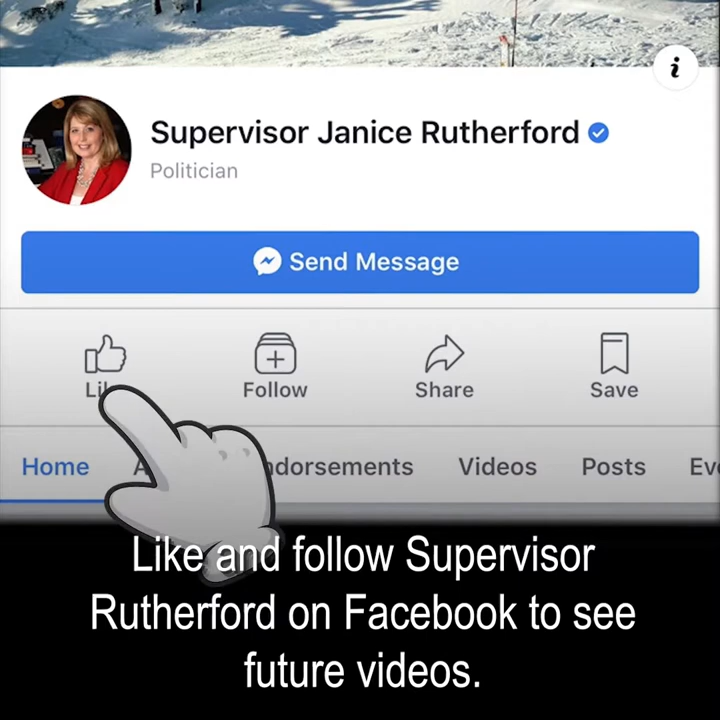 i
Supervisor Janice Rutherford
Politician
Send Message
Follow Share Save
Home Videos Posts
Like and follow Supervisor
Rutherford on Facebook to see
future videos.